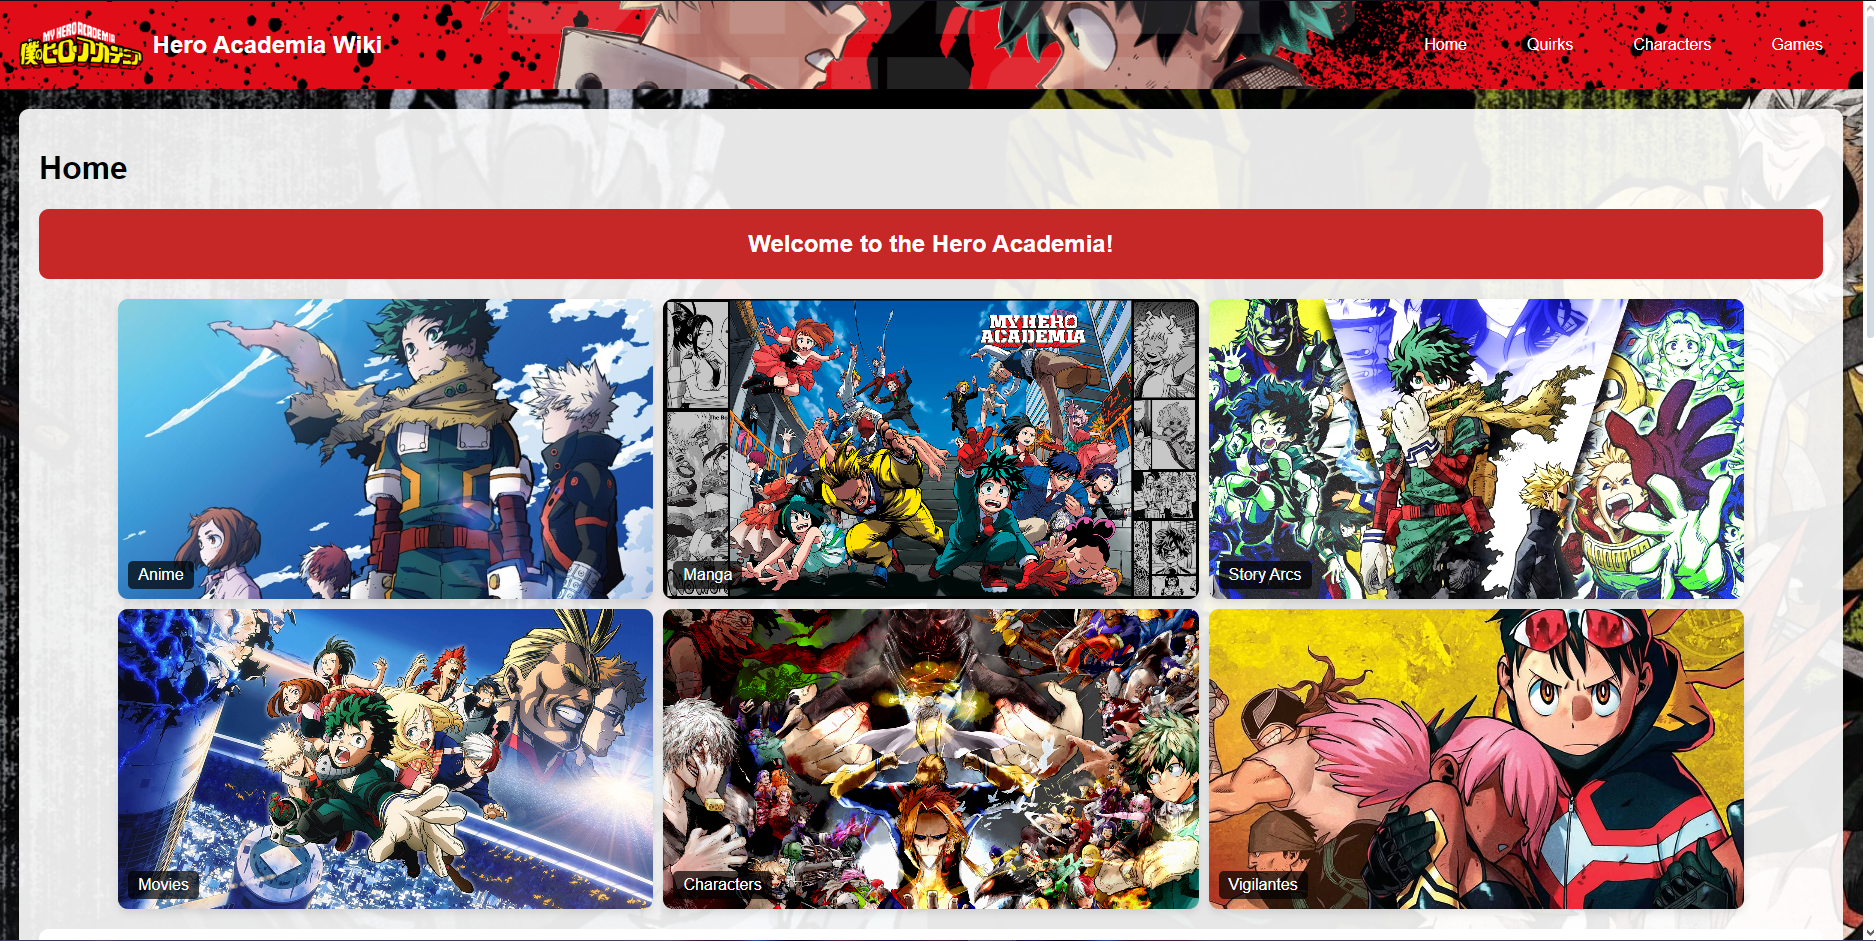 MY HERO ACADEMIA
僕のヒーローアカデミア
Hero Academia Wiki
Home
Quirks
Characters
Games
Home
Welcome to the Hero Academia!
MY HERO
ACADEMIA
Anime
Manga
Story Arcs
Movies
Characters
Vigilantes